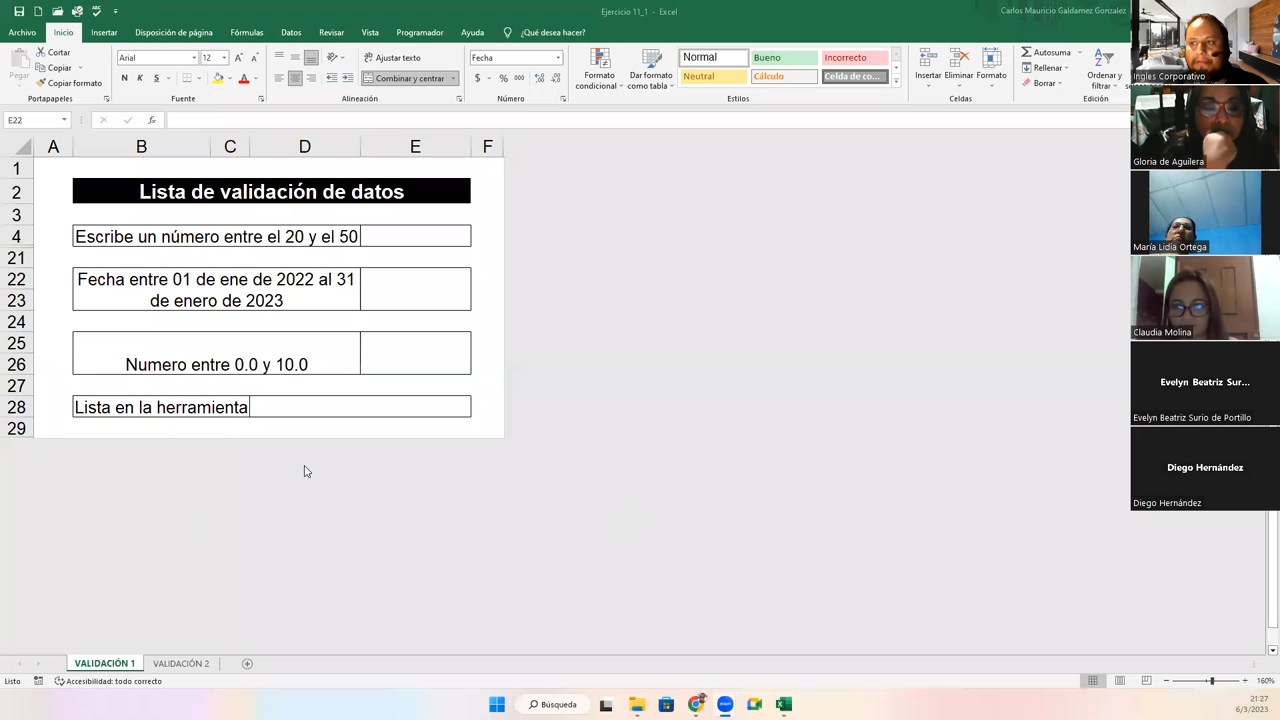 Ejercicio 11_1 - Excel
Carlos Mauricio Galdamez Gonzalez
Archivo Inicio Insertar Disposición de página Fórmulas Datos Revisar Vista Programador Ayuda ¿Qué desea hacer?
Pegar
Cortar
Copiar
Copiar formato
Portapapeles
Arial 12
N K S
Fuente
Ajustar texto
Combinar y centrar
Alineación
Fecha
$ % 000
Número
Formato condicional
Dar formato como tabla
Normal Bueno Incorrecto
Neutral Cálculo Celda de co...
Estilos
Insertar Eliminar Formato
Celdas
Autosuma
Rellenar
Borrar
Ordenar y filtrar
Edición
E22
fx
A B C D E F
1
2 Lista de validación de datos
3
4 Escribe un número entre el 20 y el 50
21
22 Fecha entre 01 de ene de 2022 al 31
23 de enero de 2023
24
25
26 Numero entre 0.0 y 10.0
27
28 Lista en la herramienta
29
Ingles Corporativo
Gloria de Aguilera
María Lidia Ortega
Claudia Molina
Evelyn Beatriz Sur...
Evelyn Beatriz Surio de Portillo
Diego Hernández
Diego Hernández
VALIDACIÓN 1 VALIDACIÓN 2
Listo Accesibilidad: todo correcto 160%
Búsqueda
21:27
6/3/2023